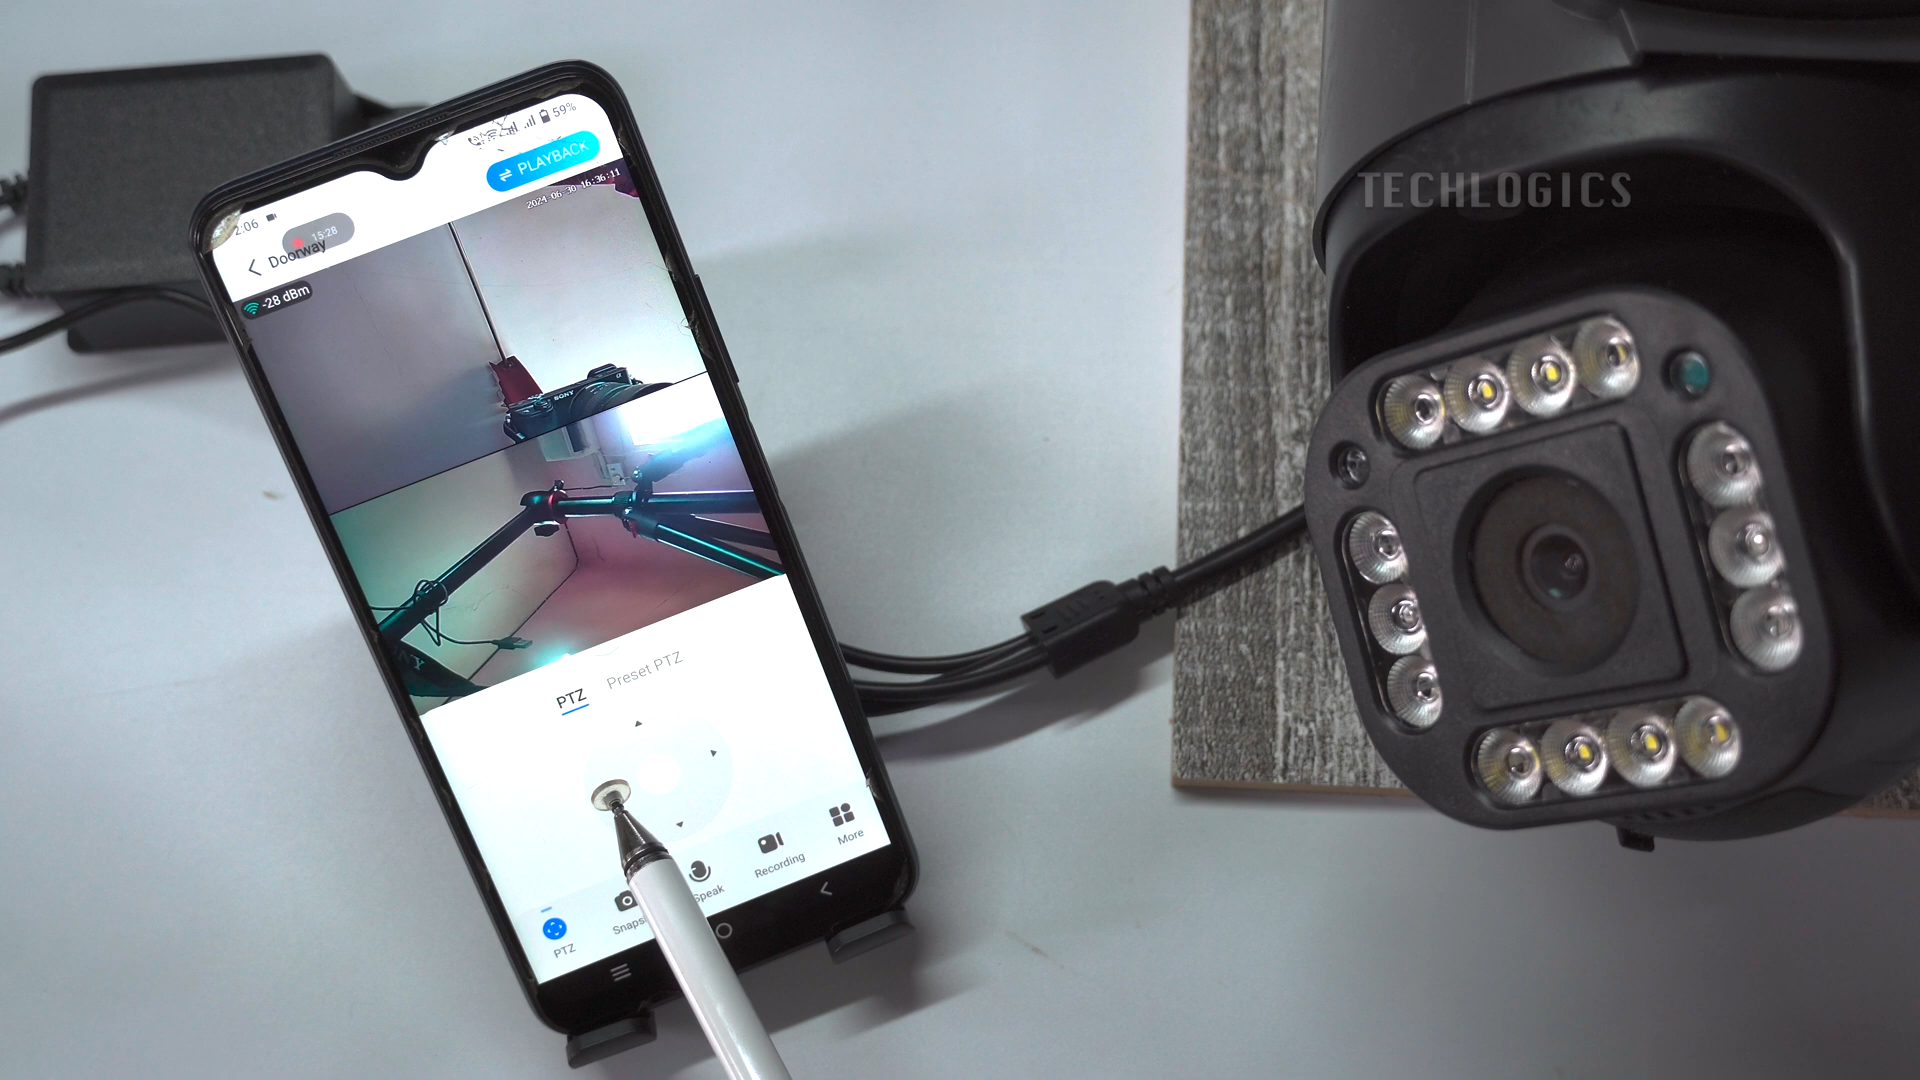 TECHLOGICS
59%
PLAYBACK
2:06
15:28
Doorway
2024-06-30 16:36:11
-28 dBm
SONY
α
PTZ
Preset PTZ
PTZ
Snaps
Speak
Recording
More